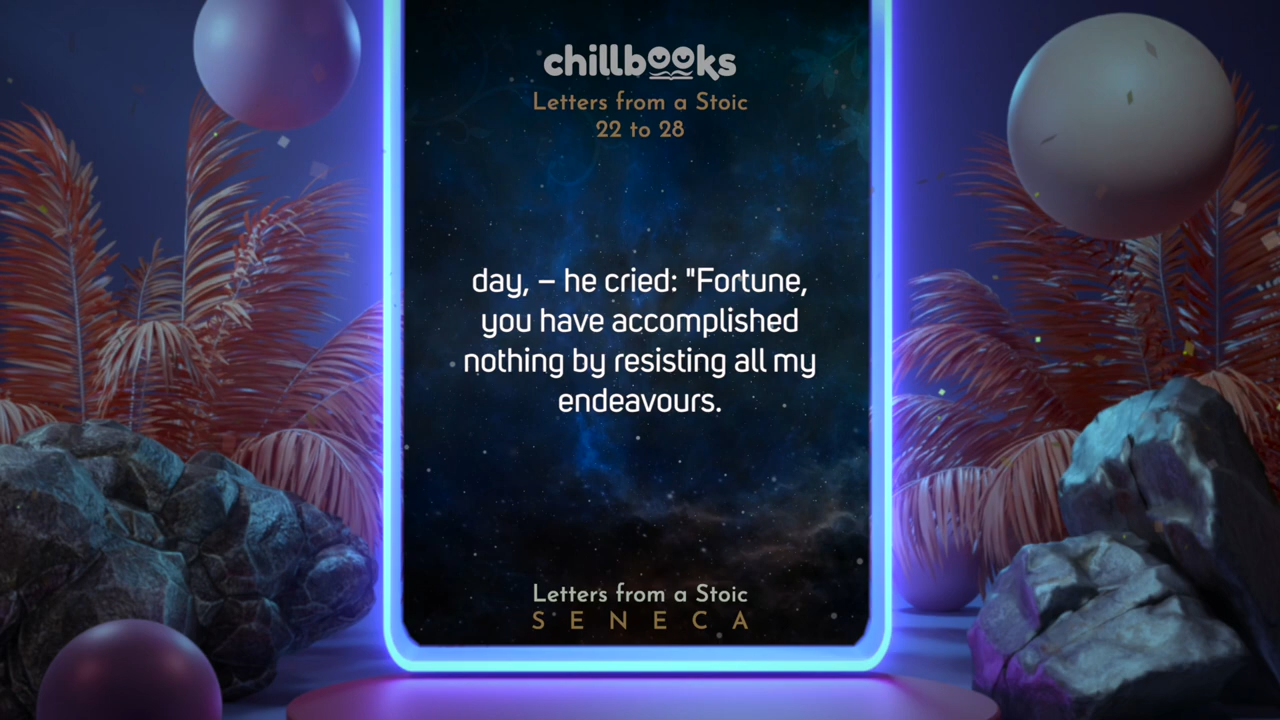 chillbooks
Letters from a Stoic
22 to 28
day, – he cried: "Fortune,
you have accomplished
nothing by resisting all my
endeavours.
Letters from a Stoic
SENECA